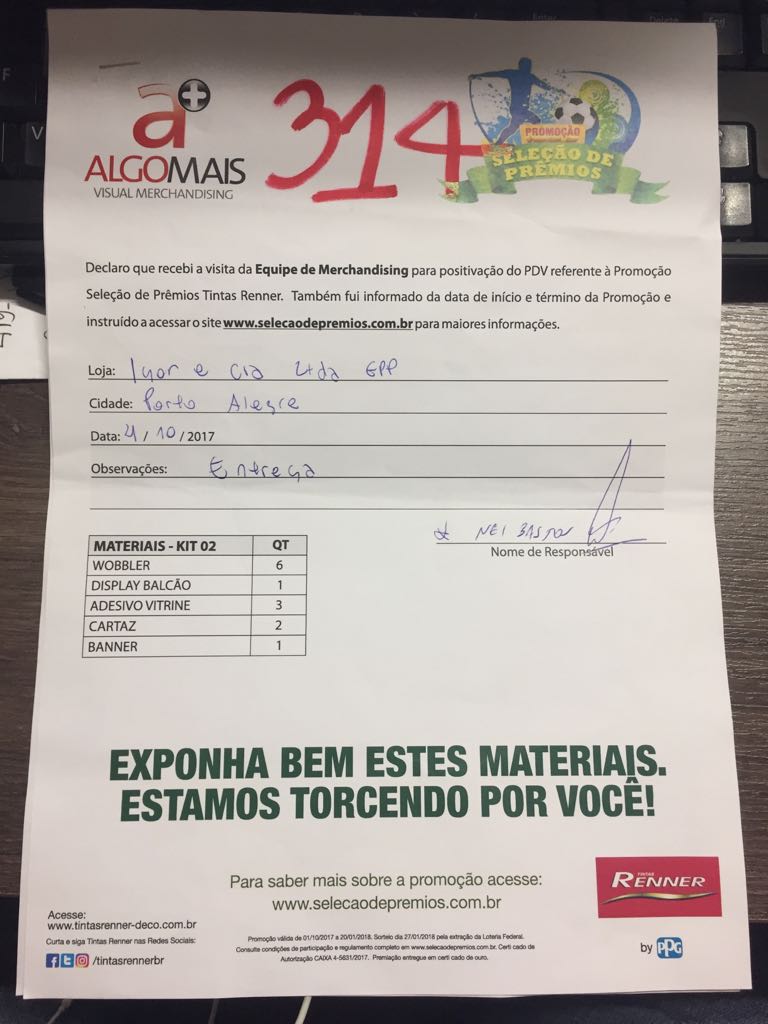 a+
ALGOMAIS
VISUAL MERCHANDISING
314
PROMOÇÃO
SELEÇÃO DE
PRÊMIOS
Declaro que recebi a visita da Equipe de Merchandising para positivação do PDV referente à Promoção
Seleção de Prêmios Tintas Renner. Também fui informado da data de início e término da Promoção e
instruído a acessar o site www.selecaodepremios.com.br para maiores informações.
Loja: Igor e Cia Ltda EPP
Cidade: Porto Alegre
Data: 4 / 10 / 2017
Observações: Entrega
NEI BASTOS
Nome de Responsável
MATERIAIS - KIT 02 QT
WOBBLER 6
DISPLAY BALCÃO 1
ADESIVO VITRINE 3
CARTAZ 2
BANNER 1
EXPONHA BEM ESTES MATERIAIS.
ESTAMOS TORCENDO POR VOCÊ!
Para saber mais sobre a promoção acesse:
www.selecaodepremios.com.br
TINTAS
RENNER
Acesse:
www.tintasrenner-deco.com.br
Curta e siga Tintas Renner nas Redes Sociais:
/tintasrennerbr
Promoção válida de 01/10/2017 a 20/01/2018. Sorteio dia 27/01/2018 pela extração da Loteria Federal.
Consulte condições de participação e regulamento completo em www.selecaodepremios.com.br. Certi cado de
Autorização CAIXA 4-5631/2017. Premiação entregue em certi cado de ouro.
by PPG